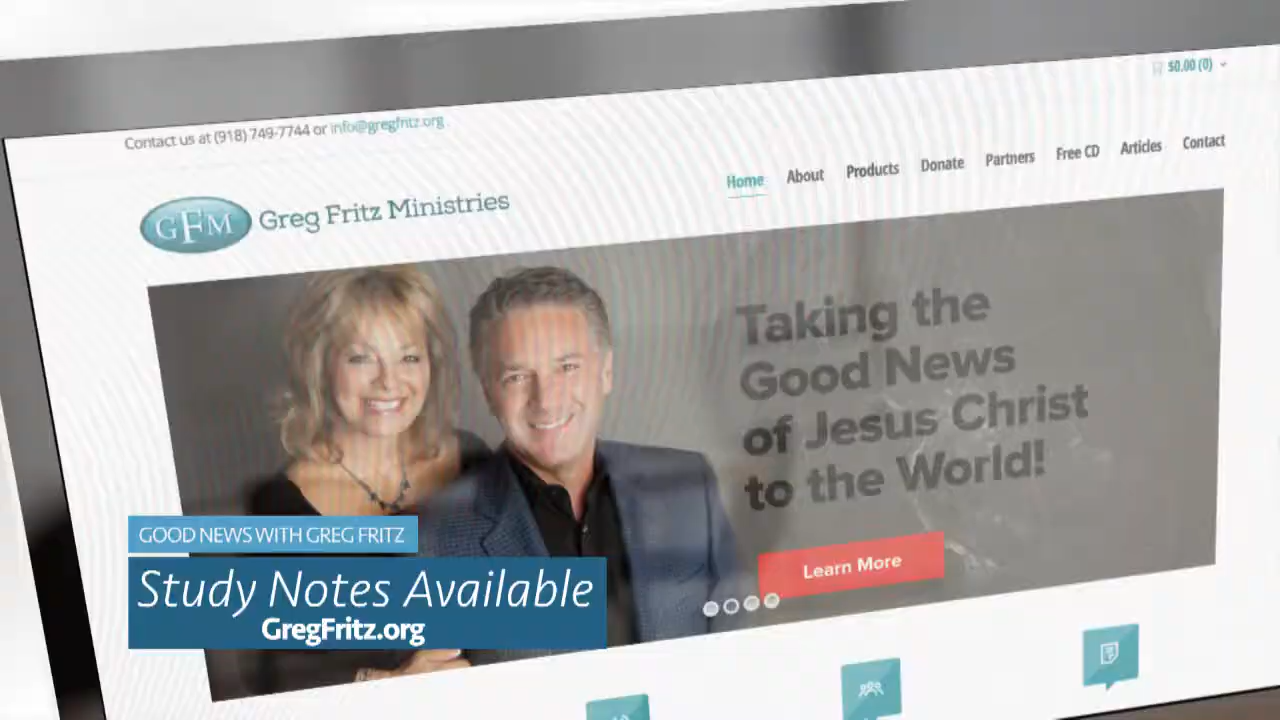 $0.00 (0)
Contact us at (918) 749-7744 or info@gregfritz.org
Home About Products Donate Partners Free CD Articles Contact
GFM Greg Fritz Ministries
Taking the
Good News
of Jesus Christ
to the World!
Learn More
GOOD NEWS WITH GREG FRITZ
Study Notes Available
GregFritz.org